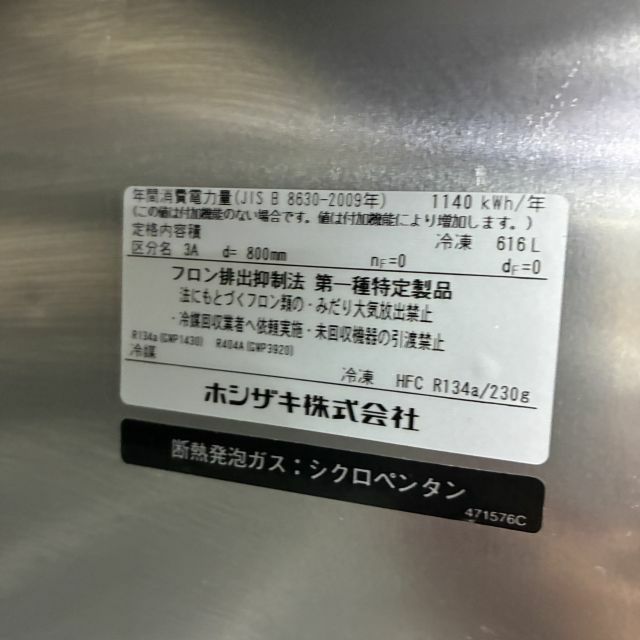 年間消費電力量(JIS B 8630-2009年) 1140 kWh/年
(この値は付加機能のない場合です。値は付加機能により増加します。)
定格内容積 冷凍 616 L
区分名 3A d= 800mm nF=0 dF=0
フロン排出抑制法 第一種特定製品
法にもとづくフロン類の・みだり大気放出禁止
・冷媒回収業者へ依頼実施・未回収機器の引渡禁止
R134a(GWP1430) R404A(GWP3920)
冷媒 冷凍 HFC R134a/230g
ホシザキ株式会社
断熱発泡ガス：シクロペンタン
471576C